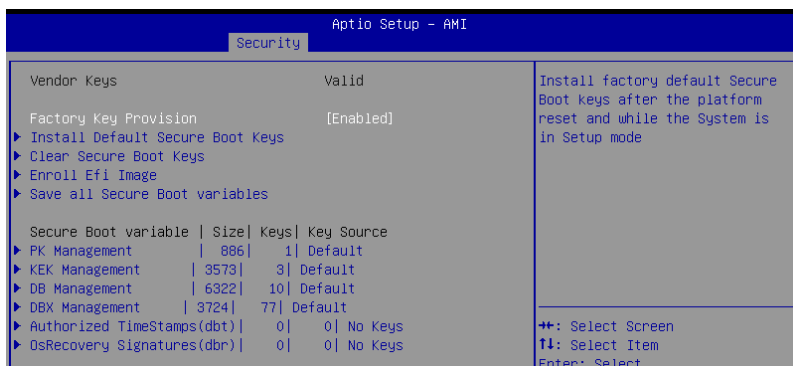 Aptio Setup - AMI
Security
Vendor Keys Valid
Factory Key Provision [Enabled]
Install Default Secure Boot Keys
Clear Secure Boot Keys
Enroll Efi Image
Save all Secure Boot variables
Secure Boot variable | Size| Keys| Key Source
PK Management | 886| 1| Default
KEK Management | 3573| 3| Default
DB Management | 6322| 10| Default
DBX Management | 3724| 77| Default
Authorized TimeStamps(dbt)| 0| 0| No Keys
OsRecovery Signatures(dbr)| 0| 0| No Keys
Install factory default Secure
Boot keys after the platform
reset and while the System is
in Setup mode
→←: Select Screen
↑↓: Select Item
Enter: Select